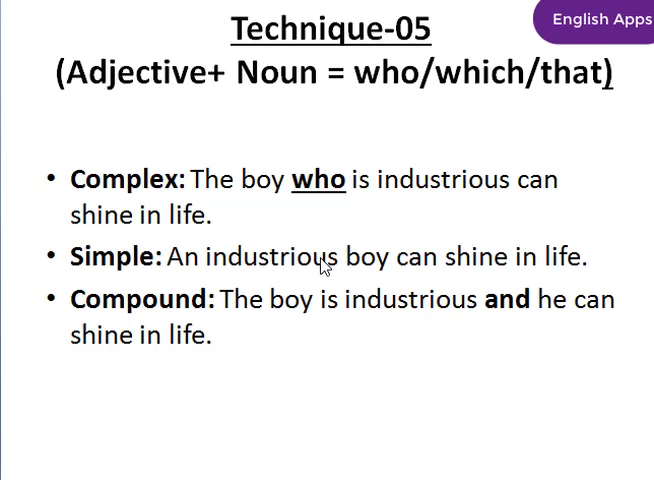 English Apps
Technique-05
(Adjective+ Noun = who/which/that)
• Complex: The boy who is industrious can
shine in life.
• Simple: An industrious boy can shine in life.
• Compound: The boy is industrious and he can
shine in life.